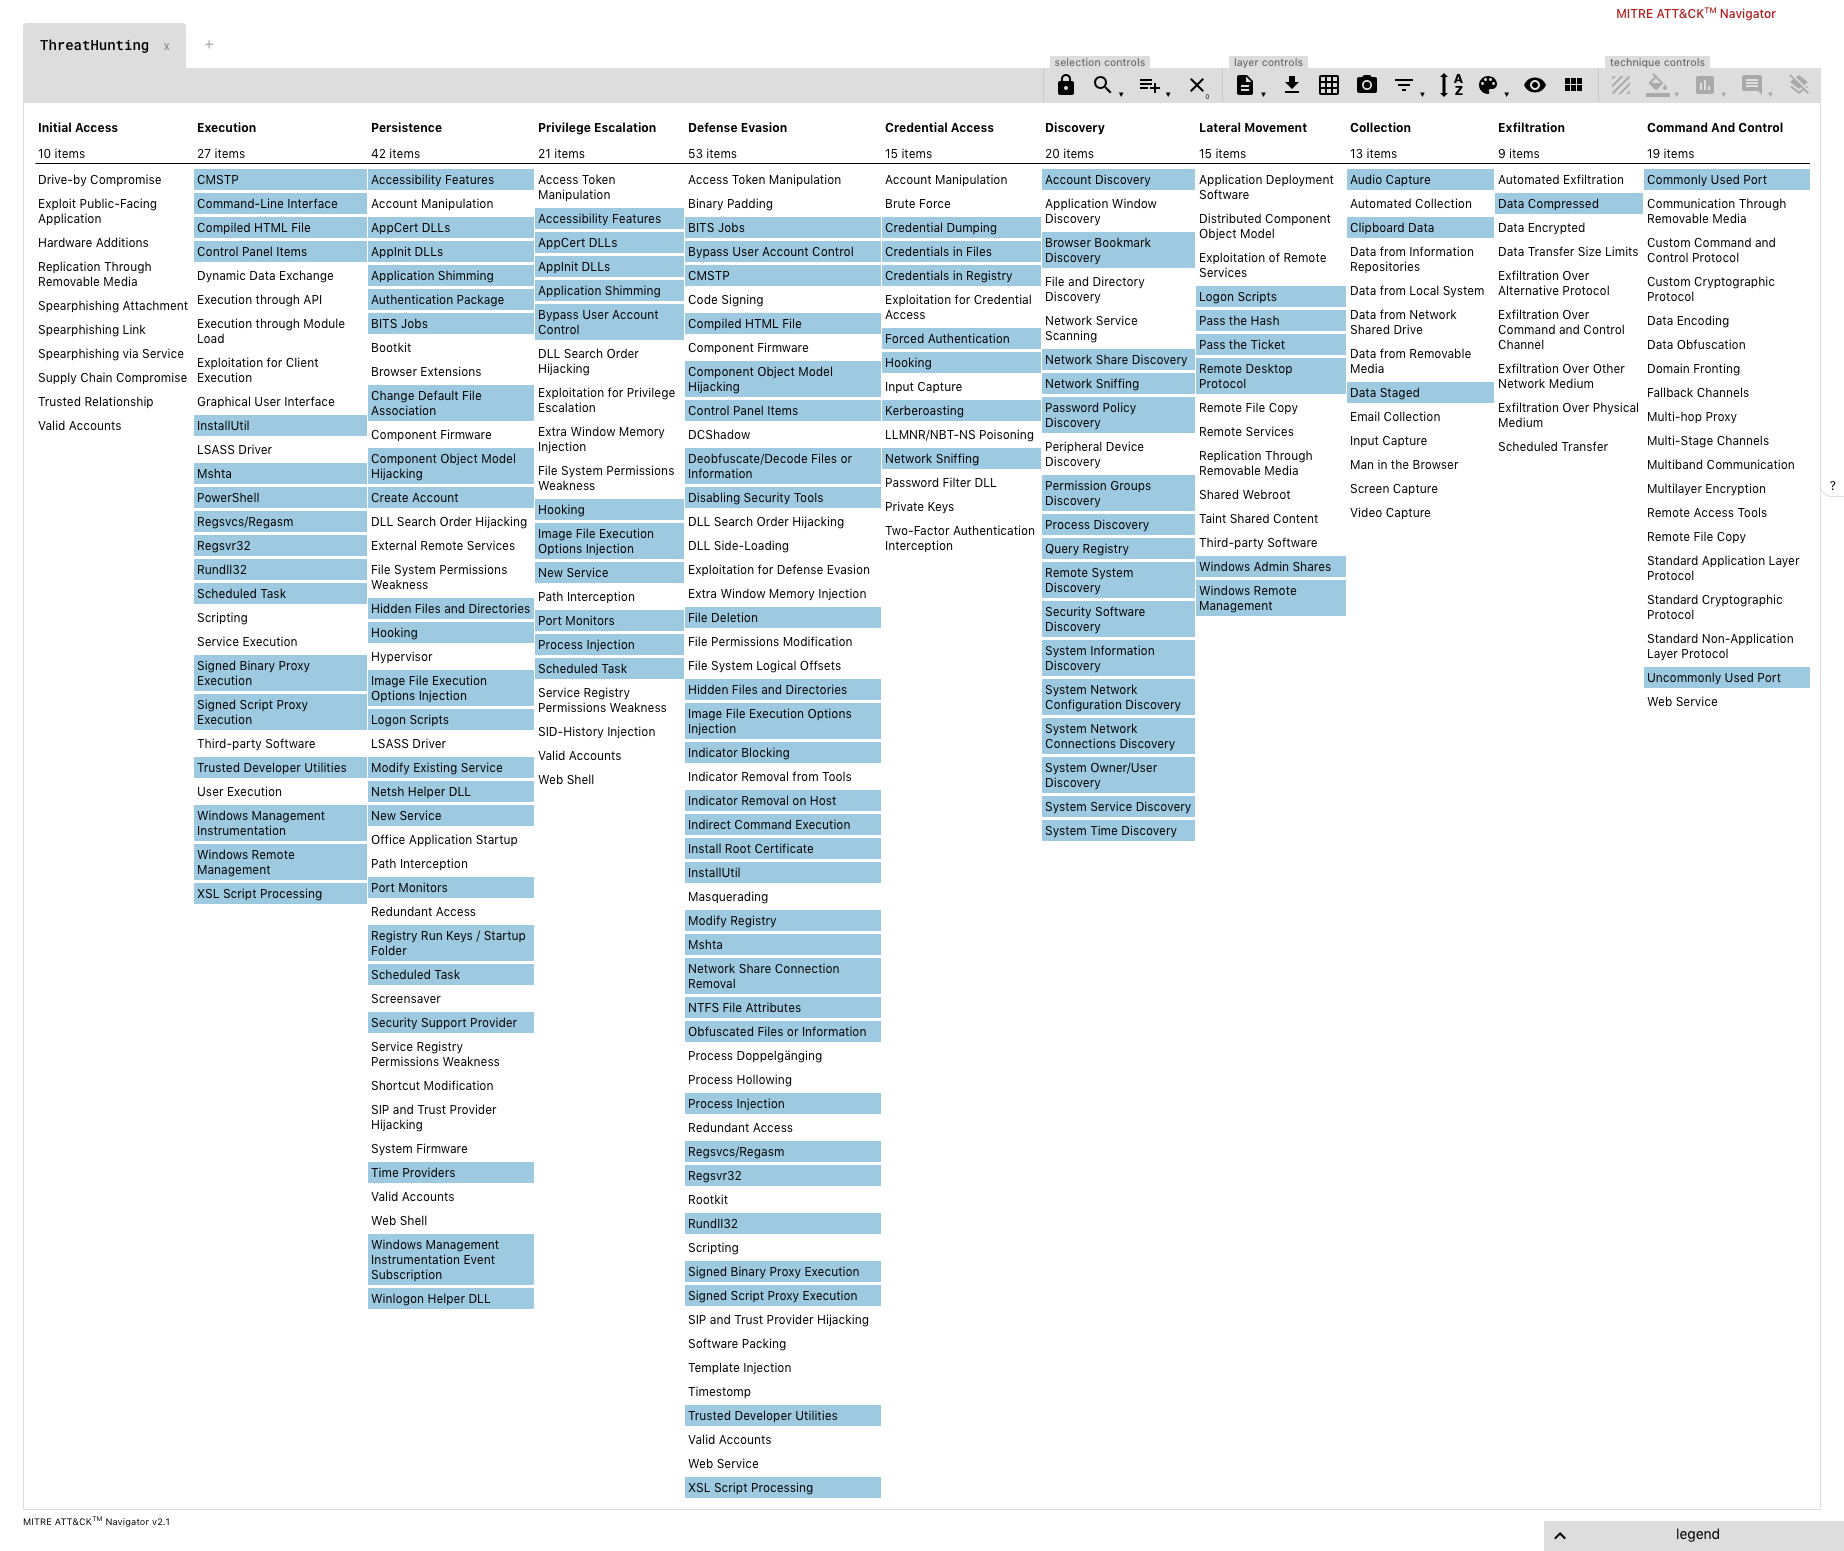 MITRE ATT&CK™ Navigator
ThreatHunting x +
selection controls
layer controls
technique controls
0
A
Z
Initial Access
10 items
Drive-by Compromise
Exploit Public-Facing
Application
Hardware Additions
Replication Through
Removable Media
Spearphishing Attachment
Spearphishing Link
Spearphishing via Service
Supply Chain Compromise
Trusted Relationship
Valid Accounts
Execution
27 items
CMSTP
Command-Line Interface
Compiled HTML File
Control Panel Items
Dynamic Data Exchange
Execution through API
Execution through Module
Load
Exploitation for Client
Execution
Graphical User Interface
InstallUtil
LSASS Driver
Mshta
PowerShell
Regsvcs/Regasm
Regsvr32
Rundll32
Scheduled Task
Scripting
Service Execution
Signed Binary Proxy
Execution
Signed Script Proxy
Execution
Third-party Software
Trusted Developer Utilities
User Execution
Windows Management
Instrumentation
Windows Remote
Management
XSL Script Processing
Persistence
42 items
Accessibility Features
Account Manipulation
AppCert DLLs
AppInit DLLs
Application Shimming
Authentication Package
BITS Jobs
Bootkit
Browser Extensions
Change Default File
Association
Component Firmware
Component Object Model
Hijacking
Create Account
DLL Search Order Hijacking
External Remote Services
File System Permissions
Weakness
Hidden Files and Directories
Hooking
Hypervisor
Image File Execution
Options Injection
Logon Scripts
LSASS Driver
Modify Existing Service
Netsh Helper DLL
New Service
Office Application Startup
Path Interception
Port Monitors
Redundant Access
Registry Run Keys / Startup
Folder
Scheduled Task
Screensaver
Security Support Provider
Service Registry
Permissions Weakness
Shortcut Modification
SIP and Trust Provider
Hijacking
System Firmware
Time Providers
Valid Accounts
Web Shell
Windows Management
Instrumentation Event
Subscription
Winlogon Helper DLL
Privilege Escalation
21 items
Access Token
Manipulation
Accessibility Features
AppCert DLLs
AppInit DLLs
Application Shimming
Bypass User Account
Control
DLL Search Order
Hijacking
Exploitation for Privilege
Escalation
Extra Window Memory
Injection
File System Permissions
Weakness
Hooking
Image File Execution
Options Injection
New Service
Path Interception
Port Monitors
Process Injection
Scheduled Task
Service Registry
Permissions Weakness
SID-History Injection
Valid Accounts
Web Shell
Defense Evasion
53 items
Access Token Manipulation
Binary Padding
BITS Jobs
Bypass User Account Control
CMSTP
Code Signing
Compiled HTML File
Component Firmware
Component Object Model
Hijacking
Control Panel Items
DCShadow
Deobfuscate/Decode Files or
Information
Disabling Security Tools
DLL Search Order Hijacking
DLL Side-Loading
Exploitation for Defense Evasion
Extra Window Memory Injection
File Deletion
File Permissions Modification
File System Logical Offsets
Hidden Files and Directories
Image File Execution Options
Injection
Indicator Blocking
Indicator Removal from Tools
Indicator Removal on Host
Indirect Command Execution
Install Root Certificate
InstallUtil
Masquerading
Modify Registry
Mshta
Network Share Connection
Removal
NTFS File Attributes
Obfuscated Files or Information
Process Doppelgänging
Process Hollowing
Process Injection
Redundant Access
Regsvcs/Regasm
Regsvr32
Rootkit
Rundll32
Scripting
Signed Binary Proxy Execution
Signed Script Proxy Execution
SIP and Trust Provider Hijacking
Software Packing
Template Injection
Timestomp
Trusted Developer Utilities
Valid Accounts
Web Service
XSL Script Processing
Credential Access
15 items
Account Manipulation
Brute Force
Credential Dumping
Credentials in Files
Credentials in Registry
Exploitation for Credential
Access
Forced Authentication
Hooking
Input Capture
Kerberoasting
LLMNR/NBT-NS Poisoning
Network Sniffing
Password Filter DLL
Private Keys
Two-Factor Authentication
Interception
Discovery
20 items
Account Discovery
Application Window
Discovery
Browser Bookmark
Discovery
File and Directory
Discovery
Network Service
Scanning
Network Share Discovery
Network Sniffing
Password Policy
Discovery
Peripheral Device
Discovery
Permission Groups
Discovery
Process Discovery
Query Registry
Remote System
Discovery
Security Software
Discovery
System Information
Discovery
System Network
Configuration Discovery
System Network
Connections Discovery
System Owner/User
Discovery
System Service Discovery
System Time Discovery
Lateral Movement
15 items
Application Deployment
Software
Distributed Component
Object Model
Exploitation of Remote
Services
Logon Scripts
Pass the Hash
Pass the Ticket
Remote Desktop
Protocol
Remote File Copy
Remote Services
Replication Through
Removable Media
Shared Webroot
Taint Shared Content
Third-party Software
Windows Admin Shares
Windows Remote
Management
Collection
13 items
Audio Capture
Automated Collection
Clipboard Data
Data from Information
Repositories
Data from Local System
Data from Network
Shared Drive
Data from Removable
Media
Data Staged
Email Collection
Input Capture
Man in the Browser
Screen Capture
Video Capture
Exfiltration
9 items
Automated Exfiltration
Data Compressed
Data Encrypted
Data Transfer Size Limits
Exfiltration Over
Alternative Protocol
Exfiltration Over
Command and Control
Channel
Exfiltration Over Other
Network Medium
Exfiltration Over Physical
Medium
Scheduled Transfer
Command And Control
19 items
Commonly Used Port
Communication Through
Removable Media
Custom Command and
Control Protocol
Custom Cryptographic
Protocol
Data Encoding
Data Obfuscation
Domain Fronting
Fallback Channels
Multi-hop Proxy
Multi-Stage Channels
Multiband Communication
Multilayer Encryption
Remote Access Tools
Remote File Copy
Standard Application Layer
Protocol
Standard Cryptographic
Protocol
Standard Non-Application
Layer Protocol
Uncommonly Used Port
Web Service
?
MITRE ATT&CK™ Navigator v2.1
legend